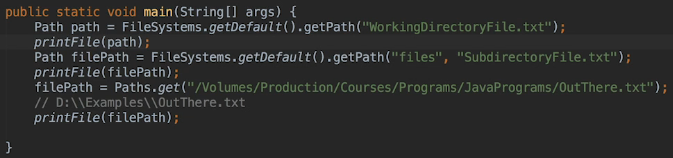 public static void main(String[] args) {
    Path path = FileSystems.getDefault().getPath("WorkingDirectoryFile.txt");
    printFile(path);
    Path filePath = FileSystems.getDefault().getPath("files", "SubdirectoryFile.txt");
    printFile(filePath);
    filePath = Paths.get("/Volumes/Production/Courses/Programs/JavaPrograms/OutThere.txt");
    // D:\\Examples\\OutThere.txt
    printFile(filePath);
}